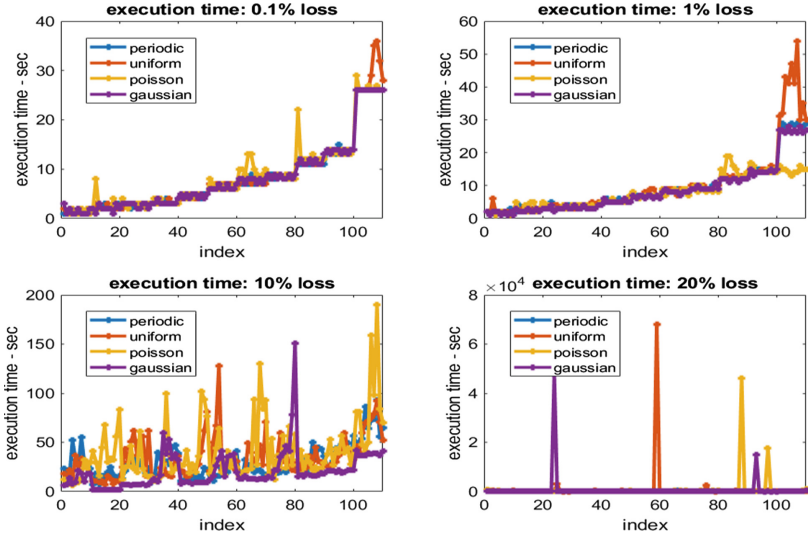 execution time: 0.1% loss
execution time - sec
40
30
20
10
0
0 20 40 60 80 100
index
periodic
uniform
poisson
gaussian
execution time: 1% loss
execution time - sec
60
50
40
30
20
10
0
0 20 40 60 80 100
index
periodic
uniform
poisson
gaussian
execution time: 10% loss
execution time - sec
200
150
100
50
0
0 20 40 60 80 100
index
periodic
uniform
poisson
gaussian
× 10⁴ execution time: 20% loss
execution time - sec
8
6
4
2
0
0 20 40 60 80 100
index
periodic
uniform
poisson
gaussian